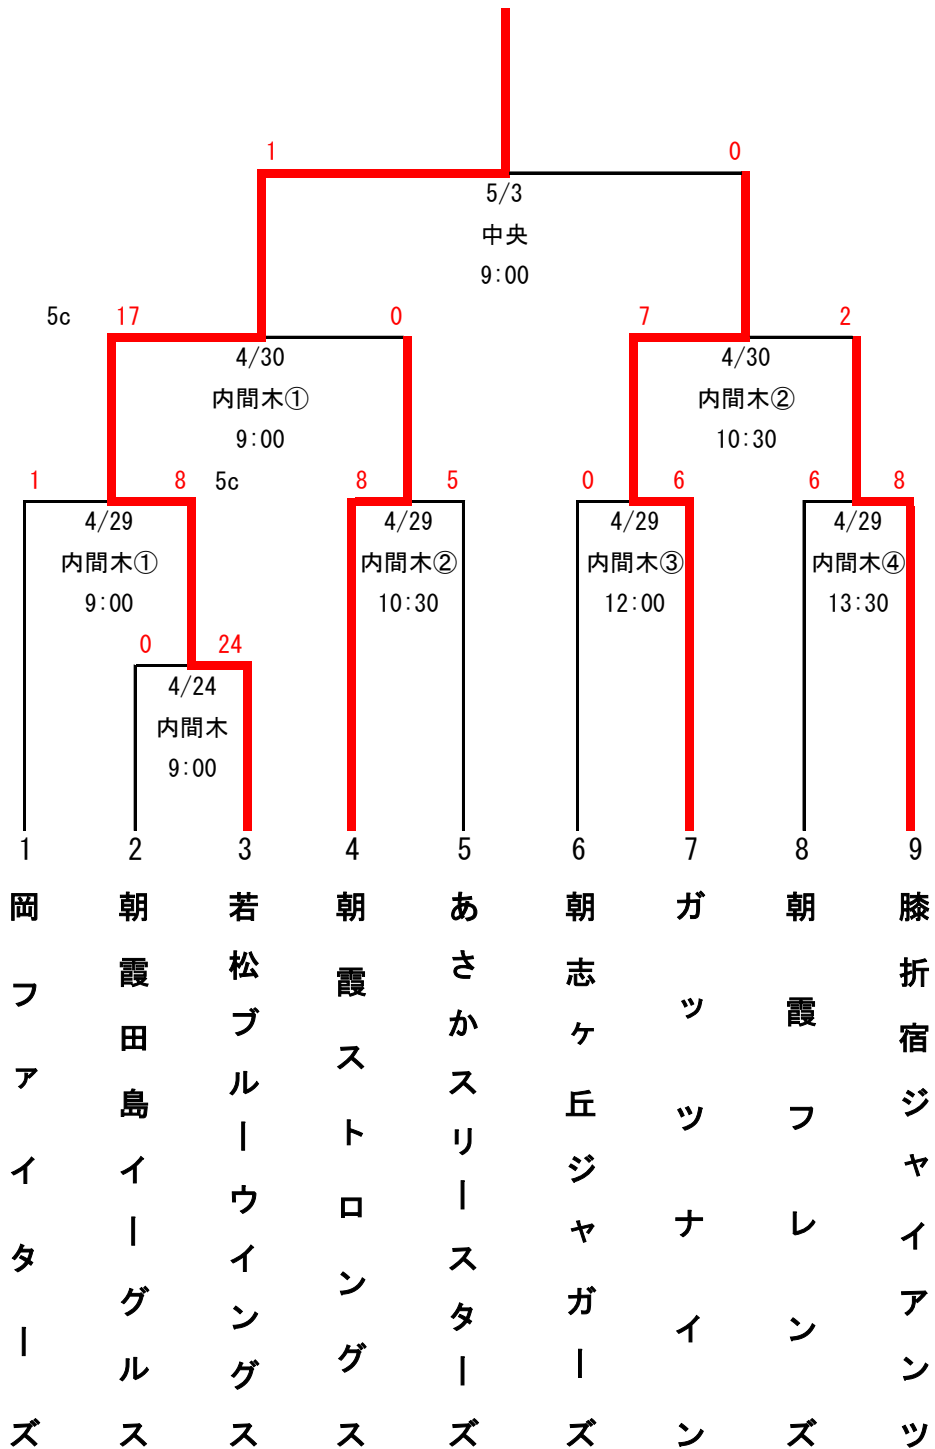 1 0
5/3
中央
9:00
5c 17 0 7 2
4/30 4/30
内間木① 内間木②
9:00 10:30
1 8 5c 8 5 0 6 6 8
4/29 4/29 4/29 4/29
内間木① 内間木② 内間木③ 内間木④
9:00 10:30 12:00 13:30
0 24
4/24
内間木
9:00
1 2 3 4 5 6 7 8 9
岡ファイターズ
朝霞田島イーグルス
若松ブルーウイングス
朝霞ストロングス
あさかスリースターズ
朝志ヶ丘ジャガーズ
ガッツナイン
朝霞フレンズ
膝折宿ジャイアンツ